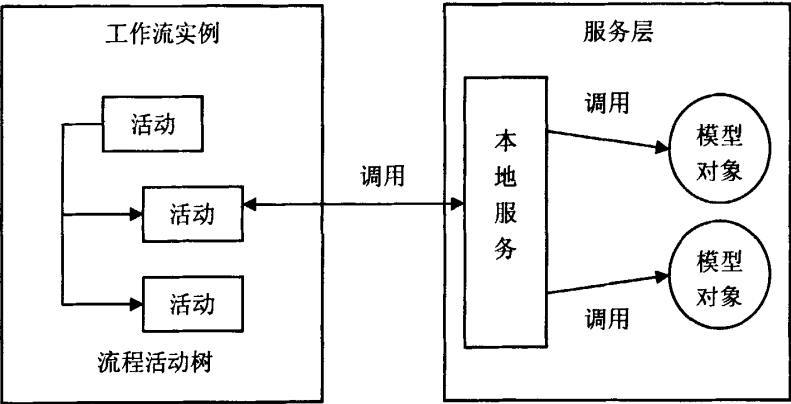 工作流实例
活动
活动
活动
流程活动树
调用
服务层
本
地
服
务
调用
模型
对象
调用
模型
对象